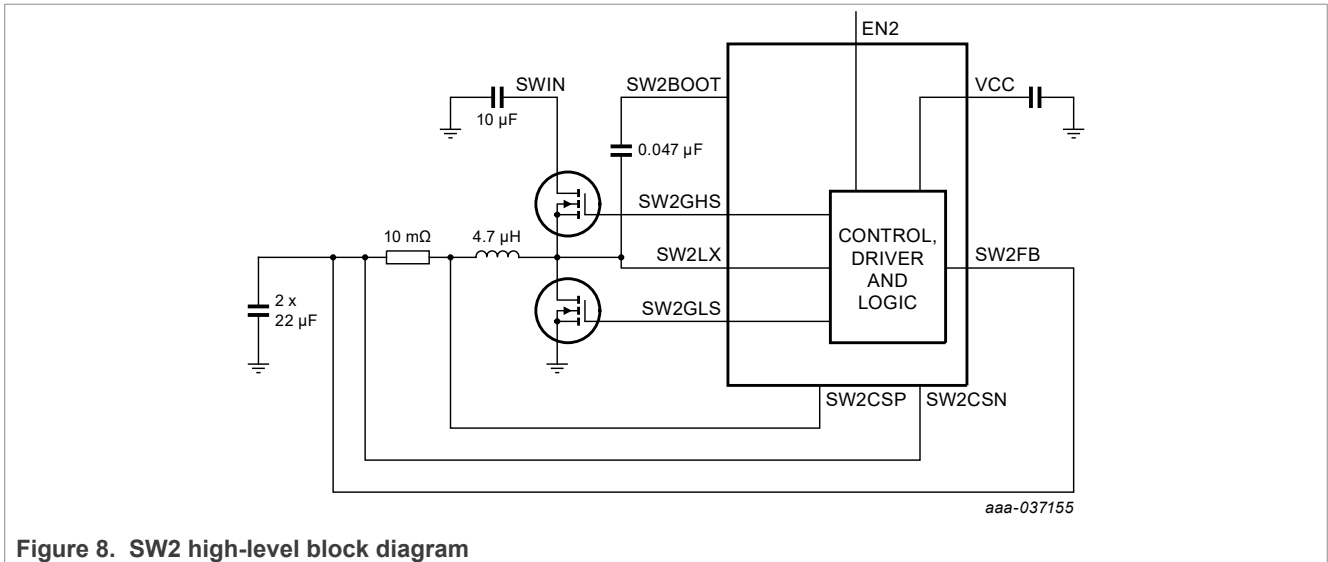 EN2
SWIN
SW2BOOT
VCC
10 µF
0.047 µF
SW2GHS
10 mΩ
4.7 µH
CONTROL,
DRIVER
AND
LOGIC
SW2LX
SW2FB
2 x
22 µF
SW2GLS
SW2CSP
SW2CSN
aaa-037155
Figure 8. SW2 high-level block diagram